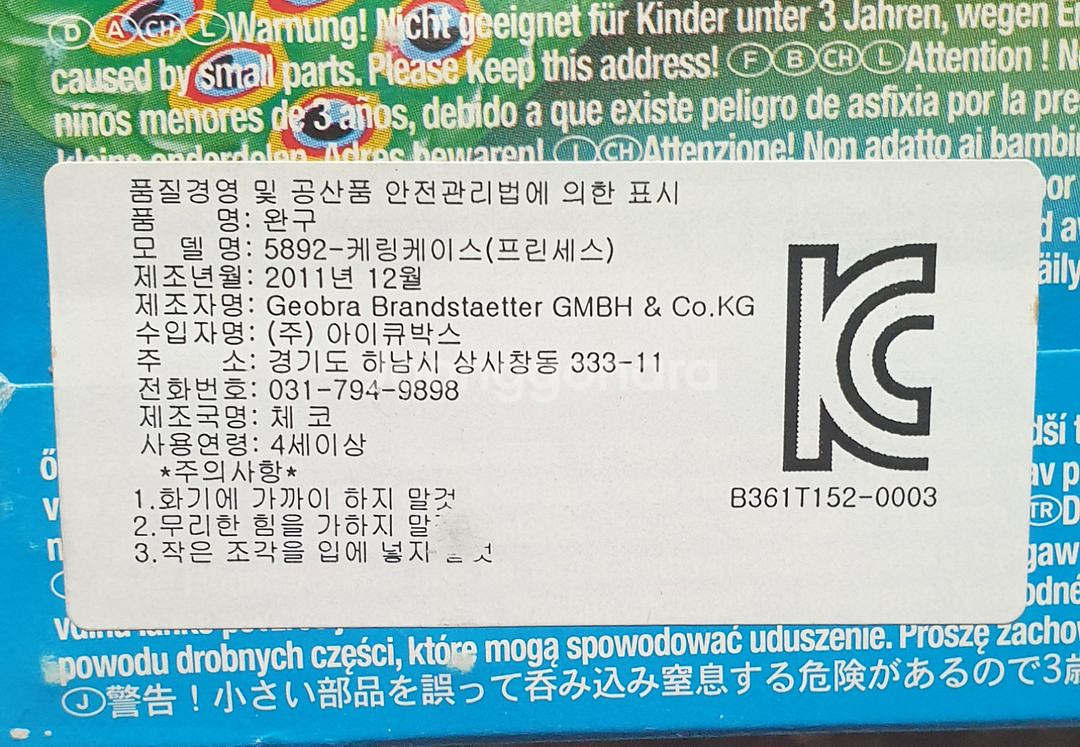 Ⓓ Ⓐ ⒸⒽ Ⓛ Warnung! Nicht geeignet für Kinder unter 3 Jahren, wegen
caused by small parts. Please keep this address! Ⓕ Ⓑ ⒸⒽ Ⓛ Attention !
niños menores de 3 años, debido a que existe peligro de asfixia por la
kleine onderdelen. Adres bewaren! Ⓘ ⒸⒽ Attenzione! Non adatto ai
품질경영 및 공산품 안전관리법에 의한 표시
품 명: 완구
모 델 명: 5892-케링케이스(프린세스)
제조년월: 2011년 12월
제조자명: Geobra Brandstaetter GMBH & Co.KG
수입자명: (주) 아이큐박스
주 소: 경기도 하남시 상사창동 333-11
전화번호: 031-794-9898
제조국명: 체 코
사용연령: 4세이상
*주의사항*
1.화기에 가까이 하지 말것
2.무리한 힘을 가하지
3.작은 조각을 입에 넣지
B361T152-0003
TR
powodu drobnych części, które mogą spowodować uduszenie. Proszę
Ⓙ警告！小さい部品を誤って呑み込み窒息する危険があるので3歳